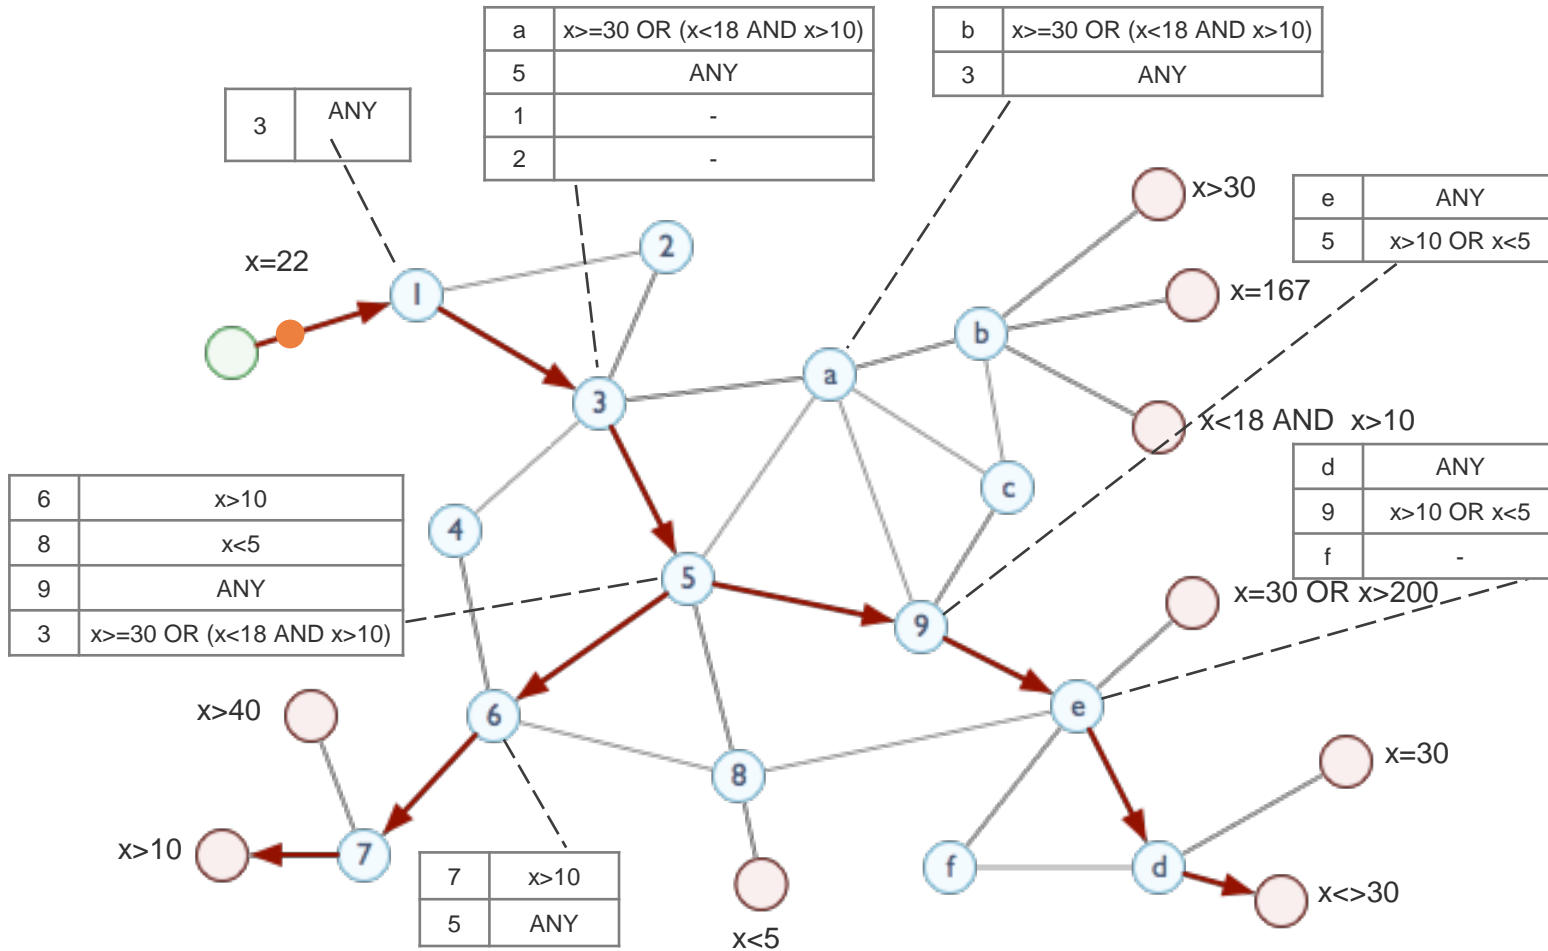 a x>=30 OR (x<18 AND x>10)
5 ANY
1 -
2 -
b x>=30 OR (x<18 AND x>10)
3 ANY
3 ANY
x>30
e ANY
5 x>10 OR x<5
x=22
2
1
x=167
b
a
3
x<18 AND x>10
d ANY
9 x>10 OR x<5
f -
6 x>10
8 x<5
9 ANY
3 x>=30 OR (x<18 AND x>10)
c
4
5
x=30 OR x>200
9
x>40
6
e
8
x=30
x>10
7
f
d
7 x>10
5 ANY
x<>30
x<5